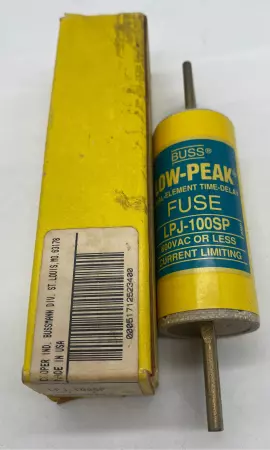 BUSS®
LOW-PEAK®
DUAL-ELEMENT TIME-DELAY
FUSE
LPJ-100SP
600VAC OR LESS
CURRENT LIMITING
COOPER IND. BUSSMANN DIV. ST. LOUIS, MO. 63178
MADE IN USA